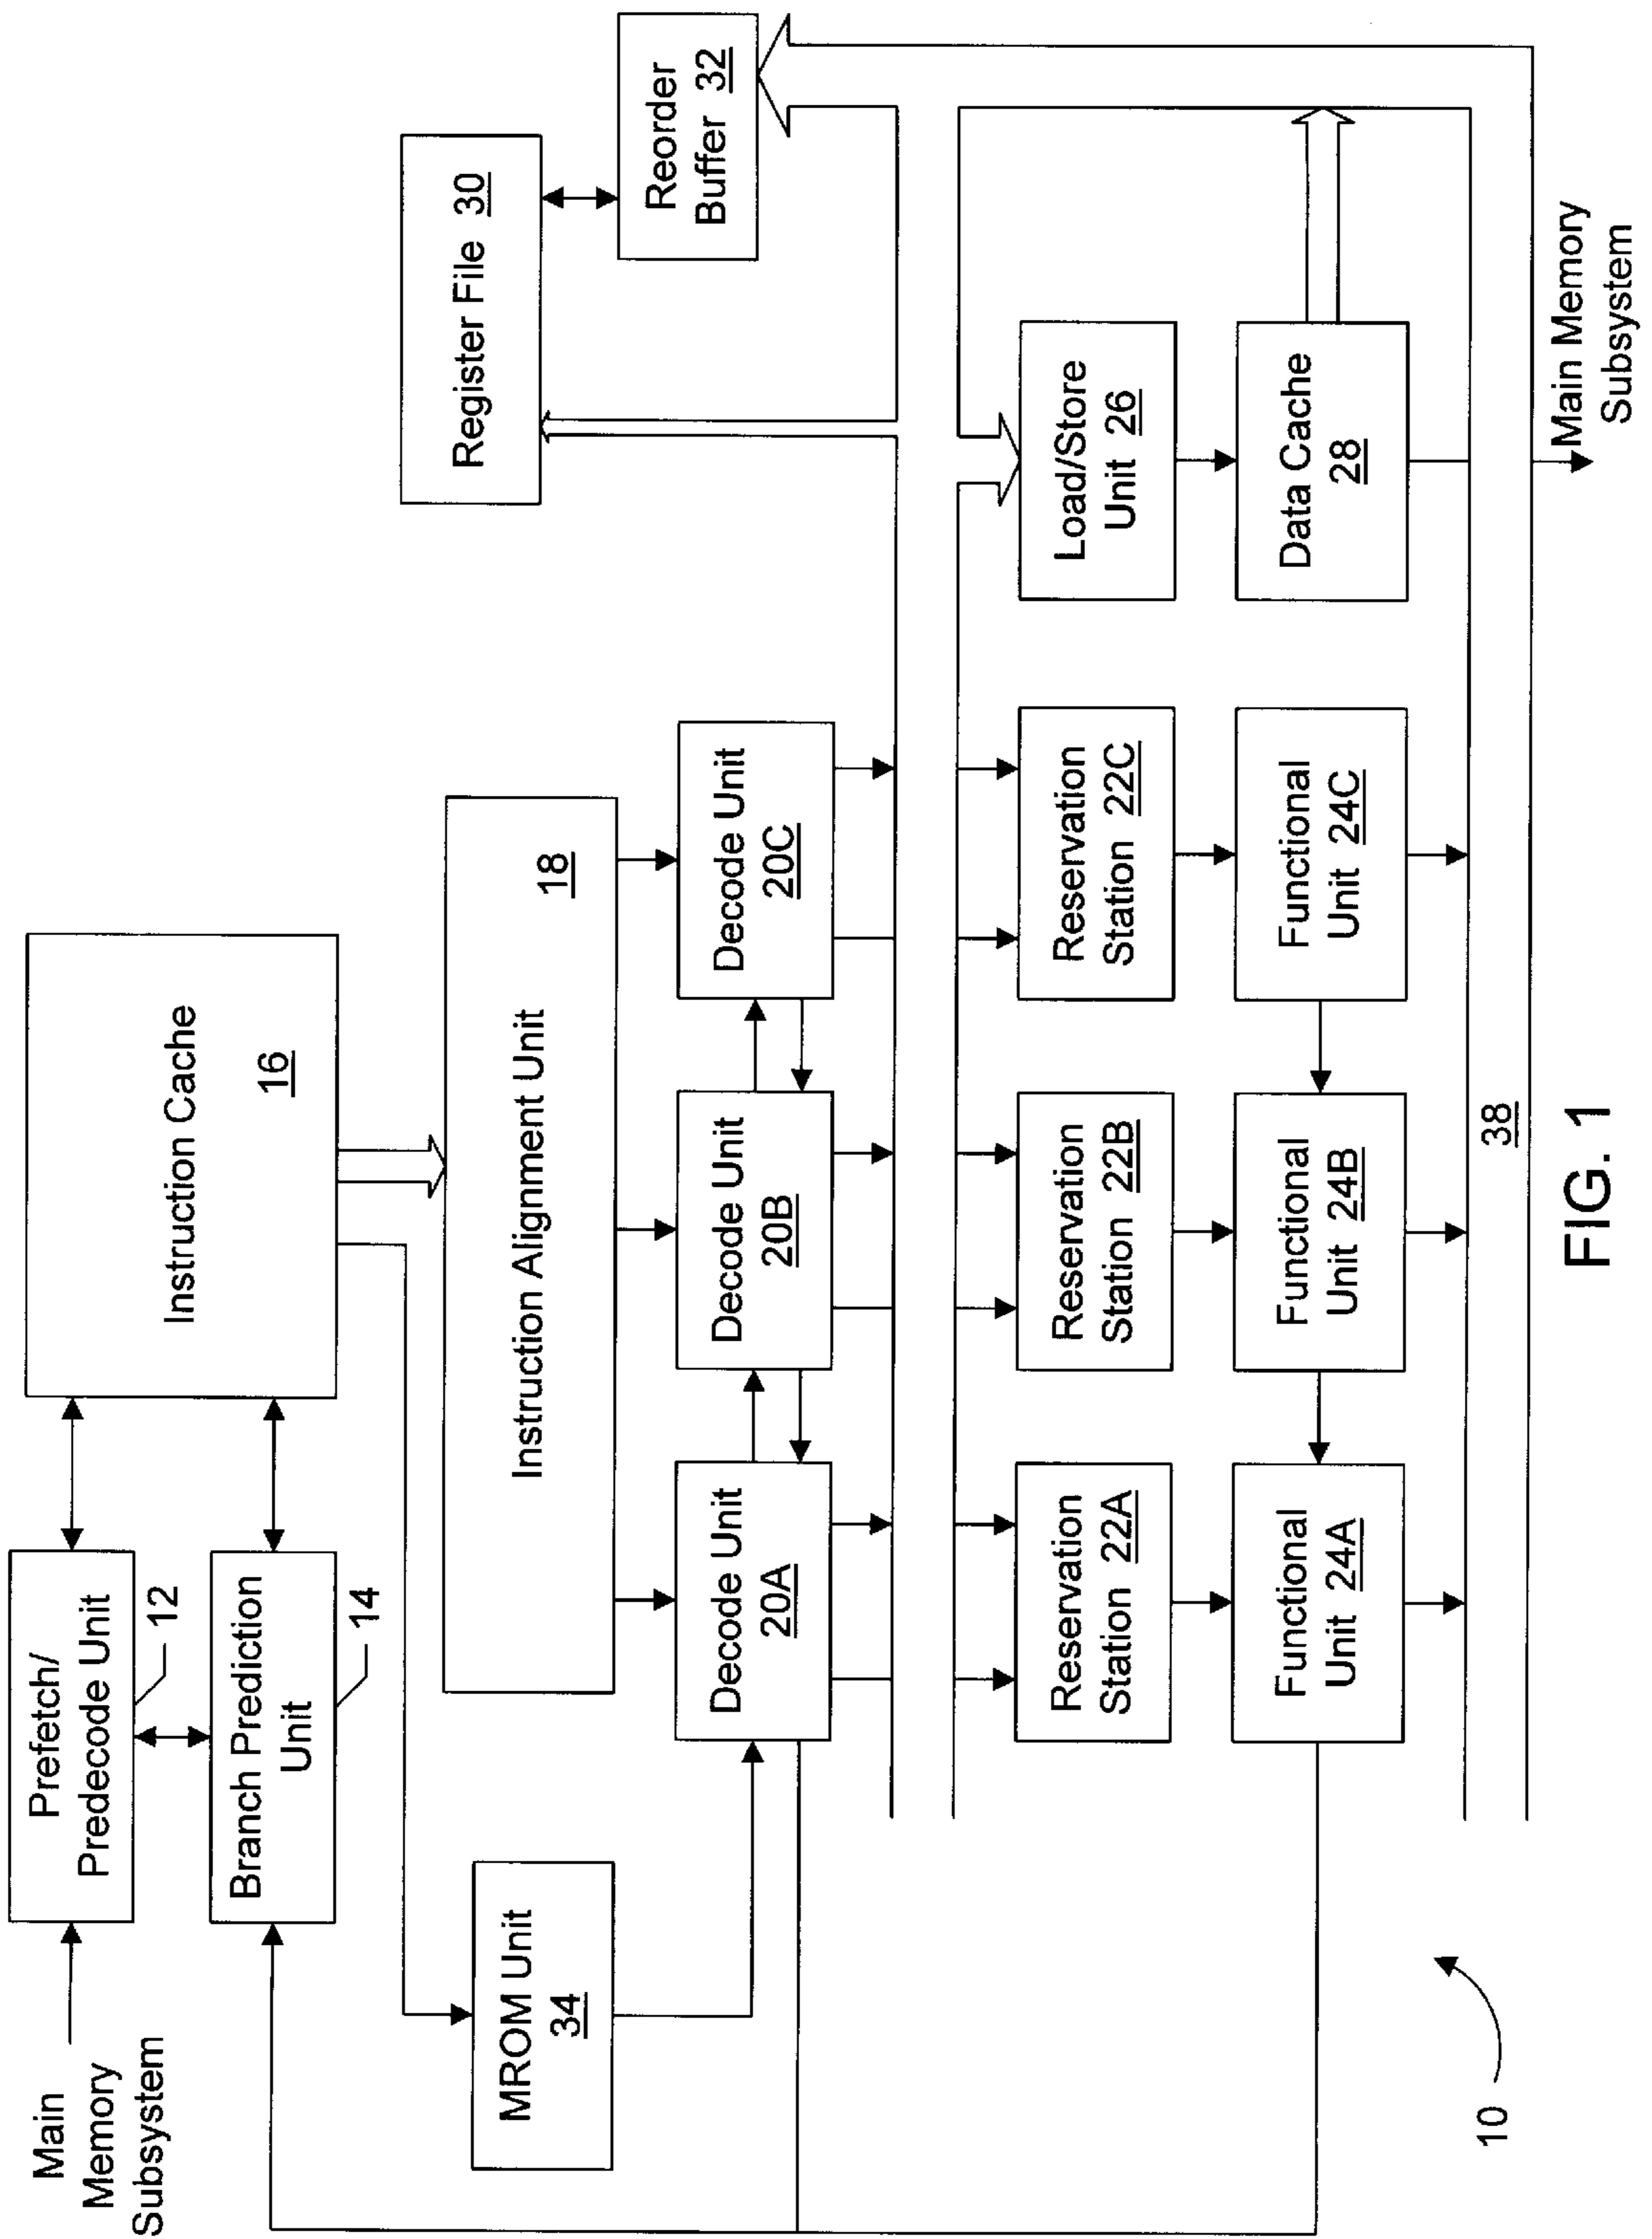 Main
Memory
Subsystem
Prefetch/
Predecode Unit
12
Branch Prediction
Unit
14
Instruction Cache
16
MROM Unit
34
Instruction Alignment Unit
18
Register File 30
Reorder
Buffer 32
Decode Unit
20A
Decode Unit
20B
Decode Unit
20C
Reservation
Station 22A
Reservation
Station 22B
Reservation
Station 22C
Load/Store
Unit 26
Functional
Unit 24A
Functional
Unit 24B
Functional
Unit 24C
Data Cache
28
38
10
Main Memory
Subsystem
FIG. 1